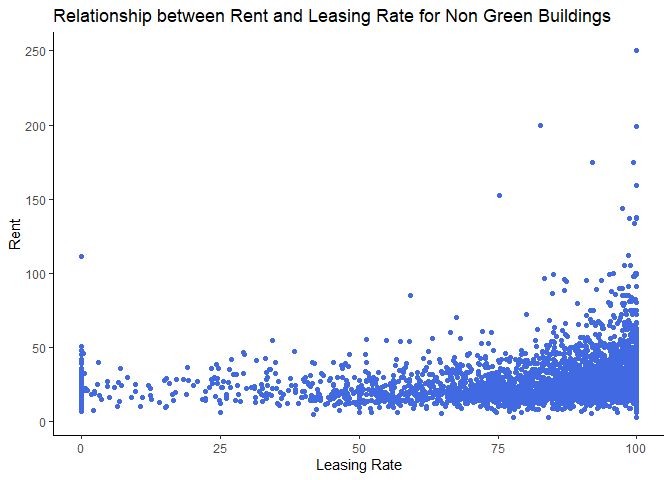 Relationship between Rent and Leasing Rate for Non Green Buildings
250
200
150
100
50
0
Rent
0 25 50 75 100
Leasing Rate